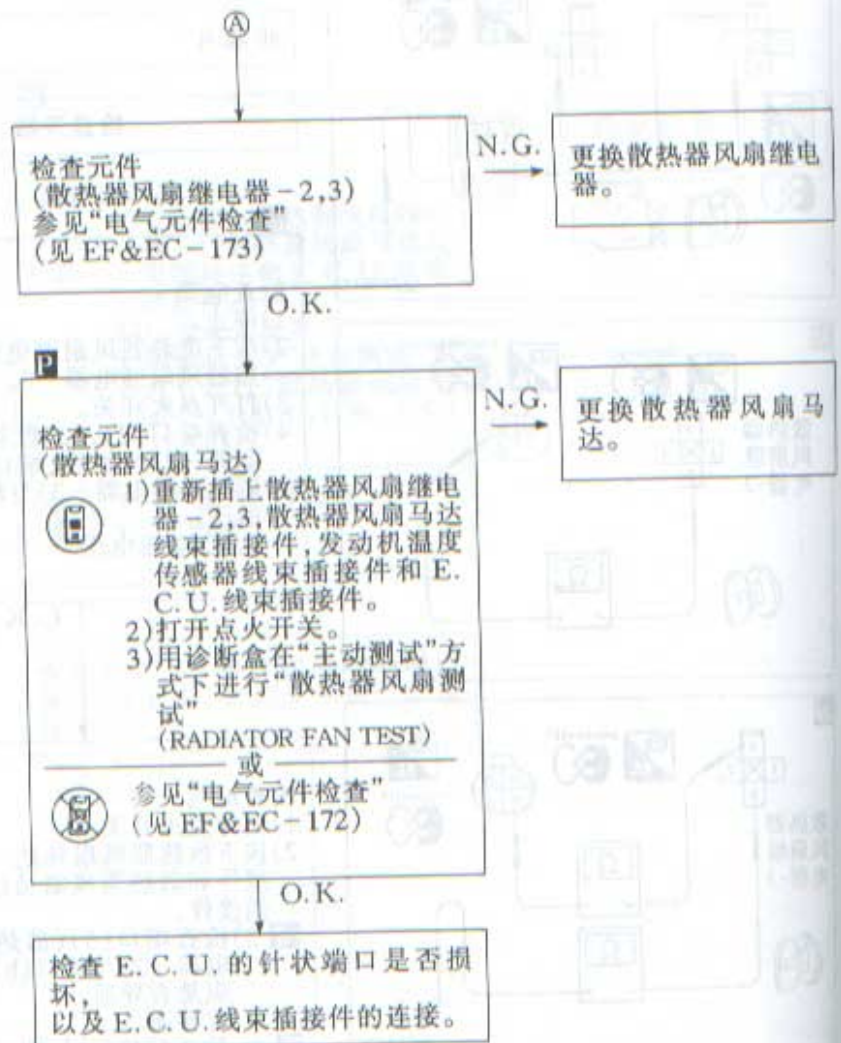 Ⓐ
检查元件
(散热器风扇继电器-2,3)
参见“电气元件检查”
(见 EF&EC-173)
N.G.
更换散热器风扇继电
器。
O.K.
P
检查元件
(散热器风扇马达)
1)重新插上散热器风扇继电
器-2,3,散热器风扇马达
线束插接件,发动机温度
传感器线束插接件和 E.
C.U.线束插接件。
2)打开点火开关。
3)用诊断盒在“主动测试”方
式下进行“散热器风扇测
试”
(RADIATOR FAN TEST)
或
参见“电气元件检查”
(见 EF&EC-172)
N.G.
更换散热器风扇马
达。
O.K.
检查 E.C.U.的针状端口是否损
坏,
以及 E.C.U.线束插接件的连接。